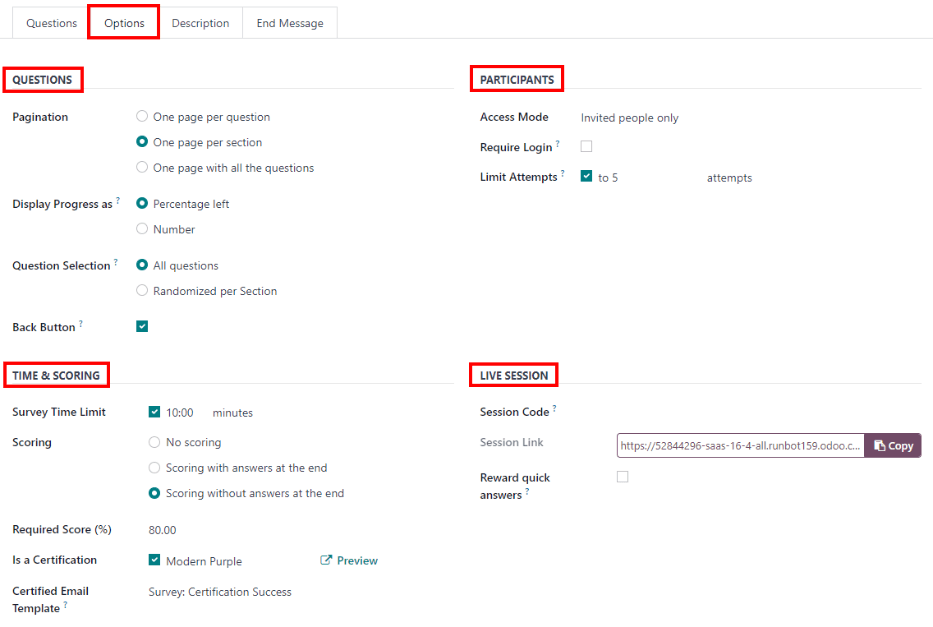 Questions Options Description End Message
QUESTIONS
Pagination
One page per question
One page per section
One page with all the questions
Display Progress as ?
Percentage left
Number
Question Selection ?
All questions
Randomized per Section
Back Button ?
PARTICIPANTS
Access Mode Invited people only
Require Login ?
Limit Attempts ? to 5 attempts
TIME & SCORING
Survey Time Limit 10:00 minutes
Scoring
No scoring
Scoring with answers at the end
Scoring without answers at the end
Required Score (%) 80.00
Is a Certification Modern Purple Preview
Certified Email
Template ?
Survey: Certification Success
LIVE SESSION
Session Code ?
Session Link https://52844296-saas-16-4-all.runbot159.odoo.c... Copy
Reward quick
answers ?